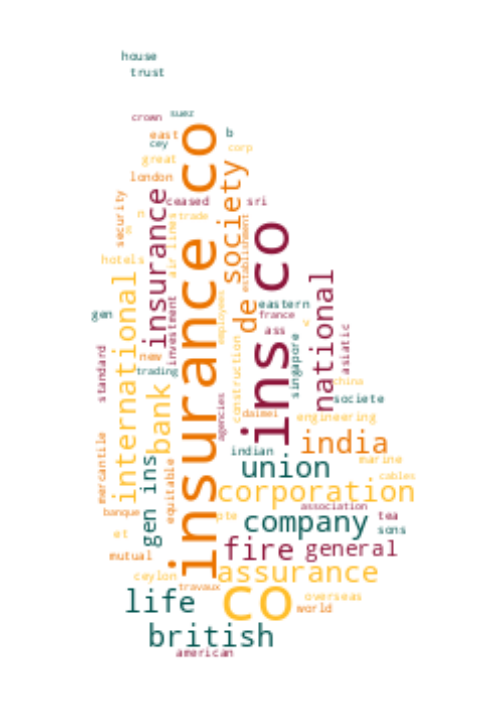 house
trust
crown
suez
east
cey
b
corp
great
london
insurance co
society
ceased
sri
security
insurance
n
trade
air lines
establishment
ins co
hotels
international
de
national
eastern
gen
investment
employees
france
ass
asiatic
standard
new
trading
singapore
construction
china
societe
bank
daimei
engineering
agencies
india
mercantile
indian
union
marine
gen ins
equitable
corporation
cables
banque
association
pte
company
tea
sons
et
fire
general
mutual
ceylon
assurance
travaux
life
co
overseas
world
british
american